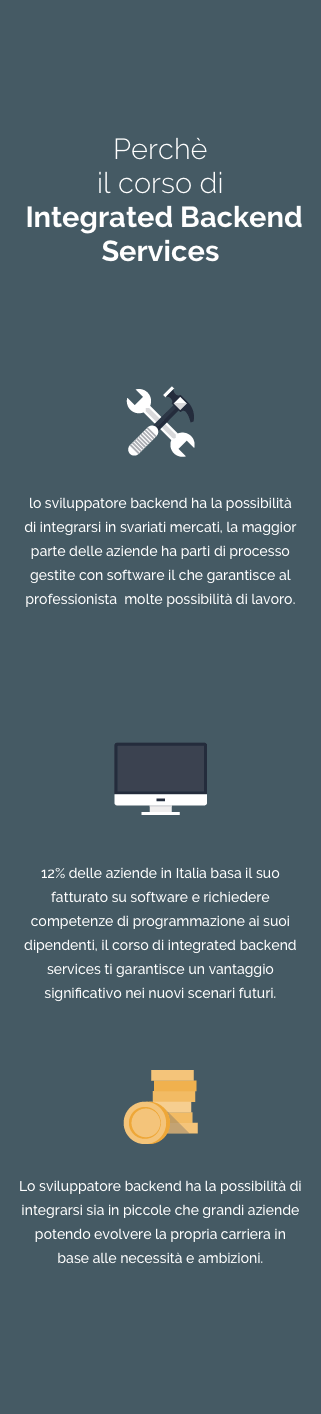 Perchè
il corso di
Integrated Backend
Services
lo sviluppatore backend ha la possibilità
di integrarsi in svariati mercati, la maggior
parte delle aziende ha parti di processo
gestite con software il che garantisce al
professionista  molte possibilità di lavoro.
12% delle aziende in Italia basa il suo
fatturato su software e richiedere
competenze di programmazione ai suoi
dipendenti, il corso di integrated backend
services ti garantisce un vantaggio
significativo nei nuovi scenari futuri.
Lo sviluppatore backend ha la possibilità di
integrarsi sia in piccole che grandi aziende
potendo evolvere la propria carriera in
base alle necessità e ambizioni.